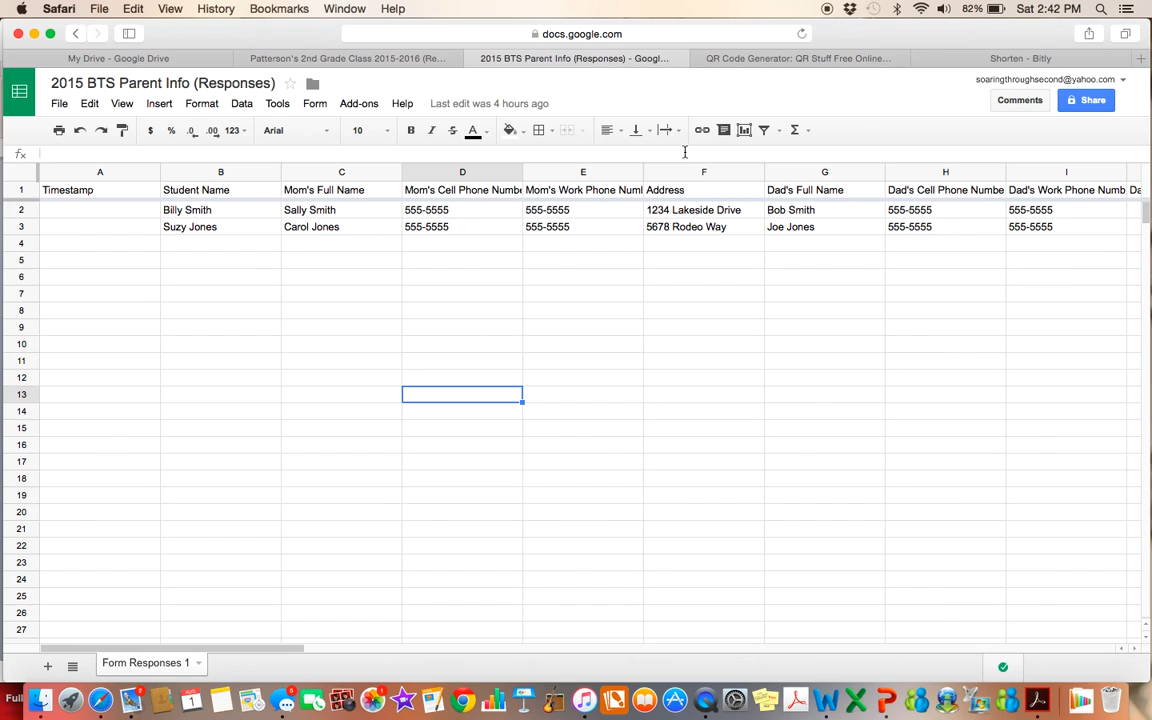 Safari File Edit View History Bookmarks Window Help 82% Sat 2:42 PM
docs.google.com
My Drive - Google Drive Patterson's 2nd Grade Class 2015-2016 (Re... 2015 BTS Parent Info (Responses) - Googl... QR Code Generator: QR Stuff Free Online... Shorten - Bitly
2015 BTS Parent Info (Responses) soaringthroughsecond@yahoo.com
File Edit View Insert Format Data Tools Form Add-ons Help Last edit was 4 hours ago Comments Share
$ % .0 .00 123 Arial 10 B I S A Σ
fx
A B C D E F G H I
1 Timestamp Student Name Mom's Full Name Mom's Cell Phone Numbe Mom's Work Phone Numl Address Dad's Full Name Dad's Cell Phone Numbe Dad's Work Phone Numb Da
2 Billy Smith Sally Smith 555-5555 555-5555 1234 Lakeside Drive Bob Smith 555-5555 555-5555
3 Suzy Jones Carol Jones 555-5555 555-5555 5678 Rodeo Way Joe Jones 555-5555 555-5555
4
5
6
7
8
9
10
11
12
13
14
15
16
17
18
19
20
21
22
23
24
25
26
27
Form Responses 1
Full